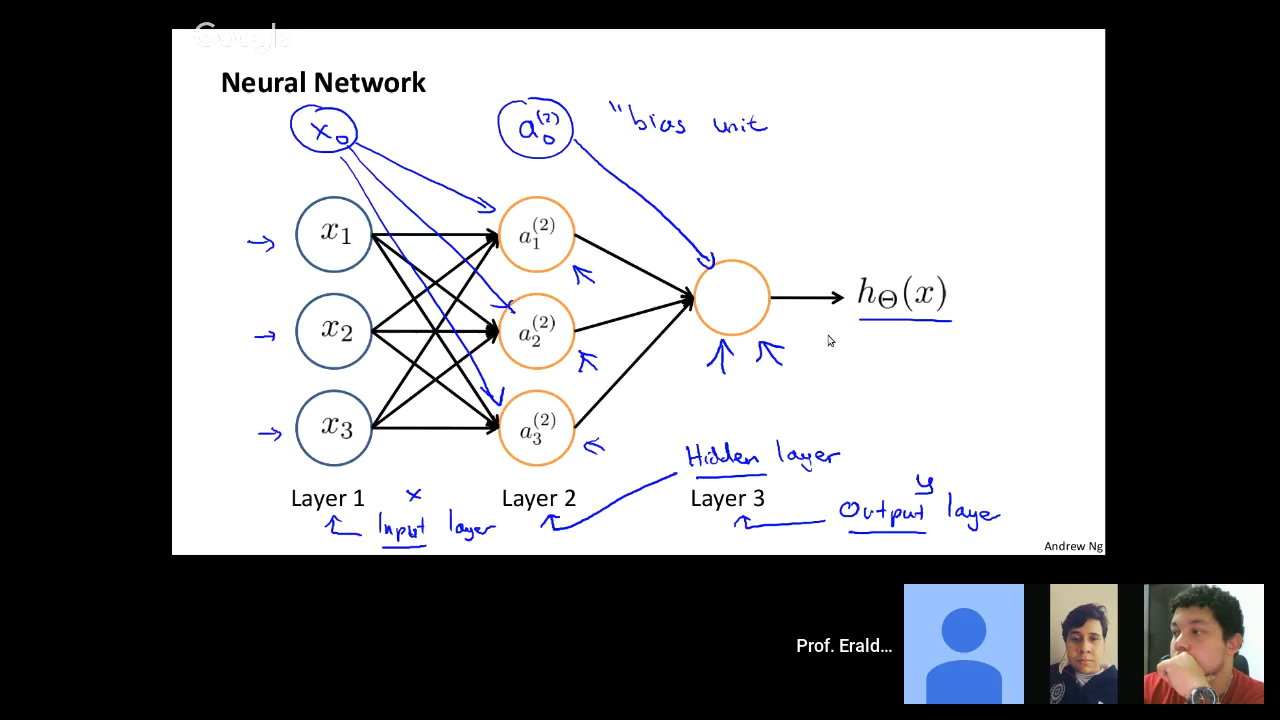 Google
Neural Network
x₀ a₀⁽²⁾ "bias unit
x₁ a₁⁽²⁾
hΘ(x)
x₂ a₂⁽²⁾
x₃ a₃⁽²⁾
Hidden layer
Layer 1 x Layer 2 Layer 3 y
Input layer Output layer
Andrew Ng
Prof. Erald...